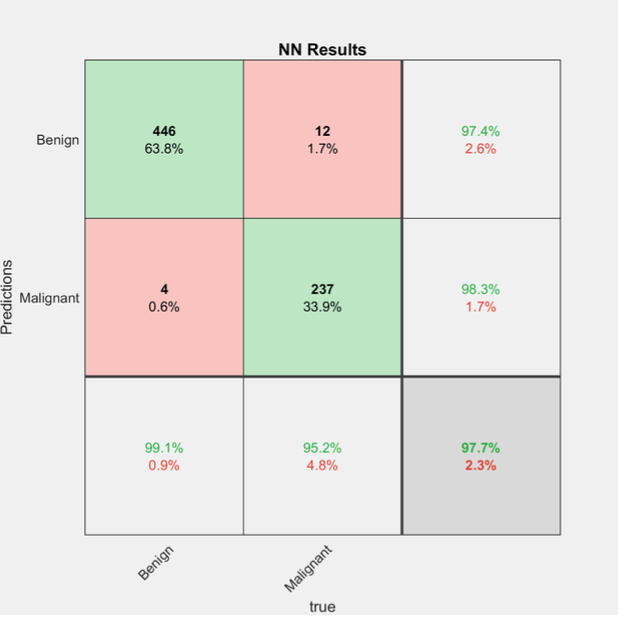 NN Results
Benign
446
63.8%
12
1.7%
97.4%
2.6%
Predictions
Malignant
4
0.6%
237
33.9%
98.3%
1.7%
99.1%
0.9%
95.2%
4.8%
97.7%
2.3%
Benign
Malignant
true